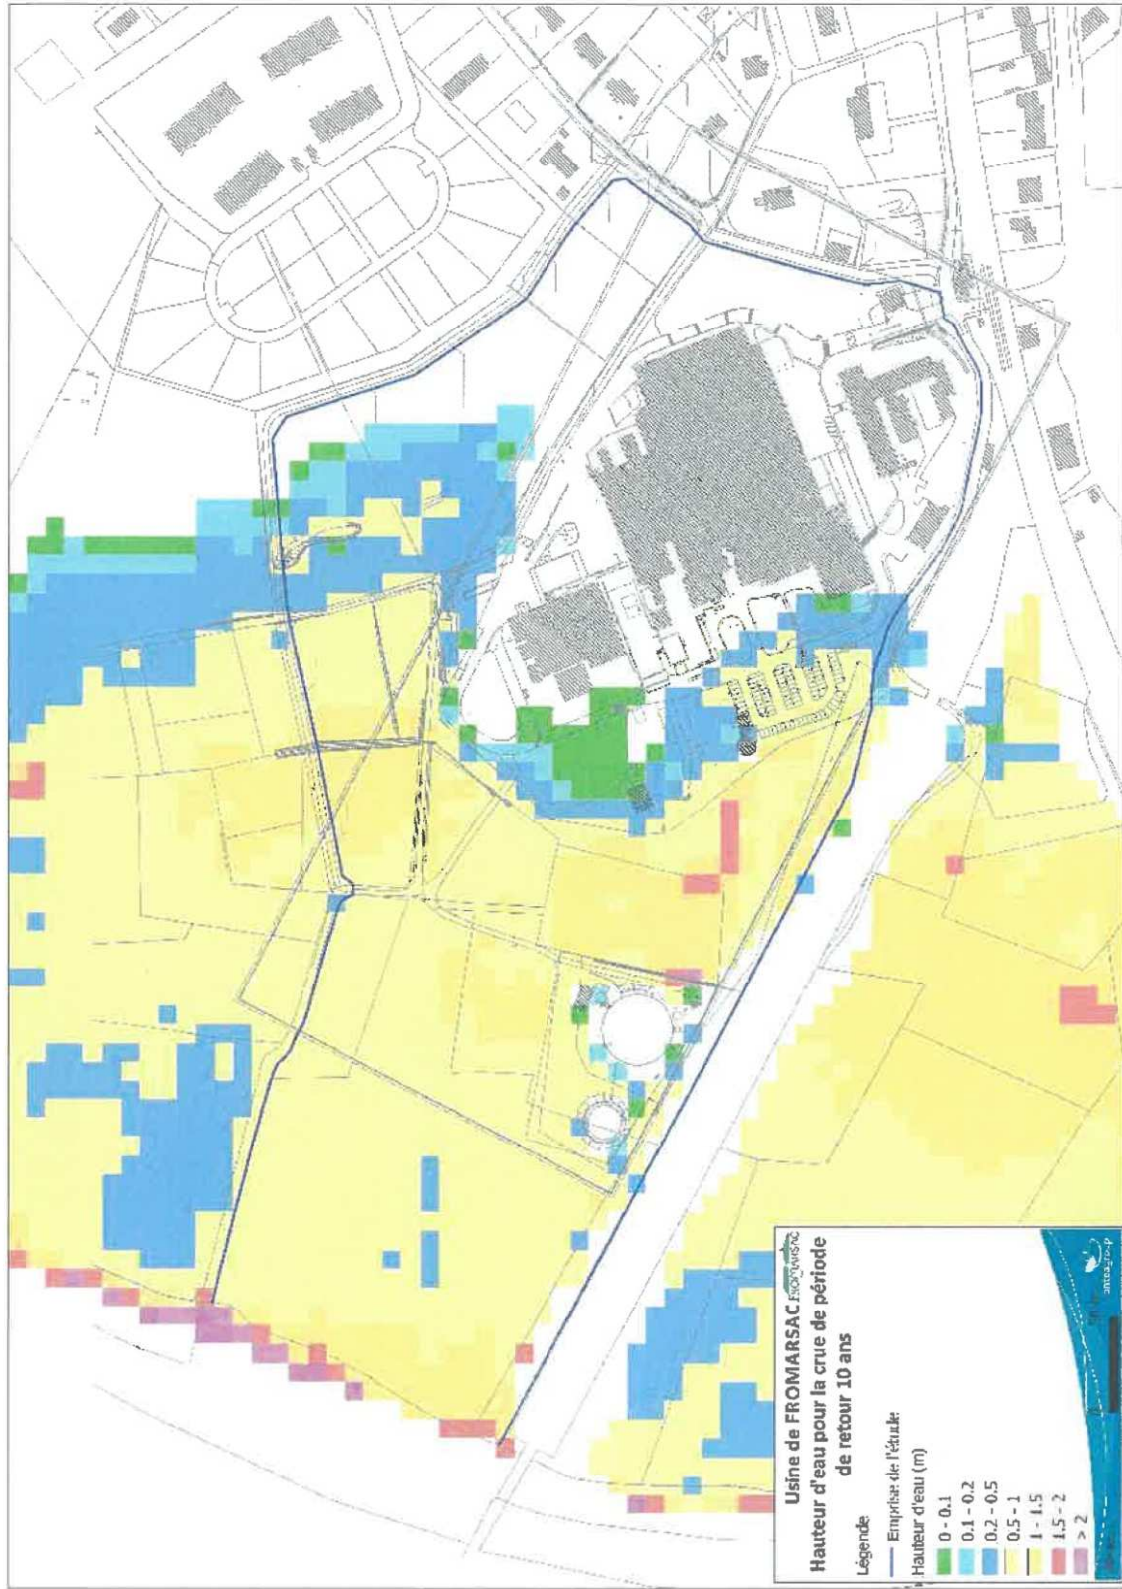 Usine de FROMARSAC
Hauteur d'eau pour la crue de période
de retour 10 ans
Légende
Emprise de l'étude
Hauteur d'eau (m)
0 - 0.1
0.1 - 0.2
0.2 - 0.5
0.5 - 1
1 - 1.5
1.5 - 2
> 2
anteagroup